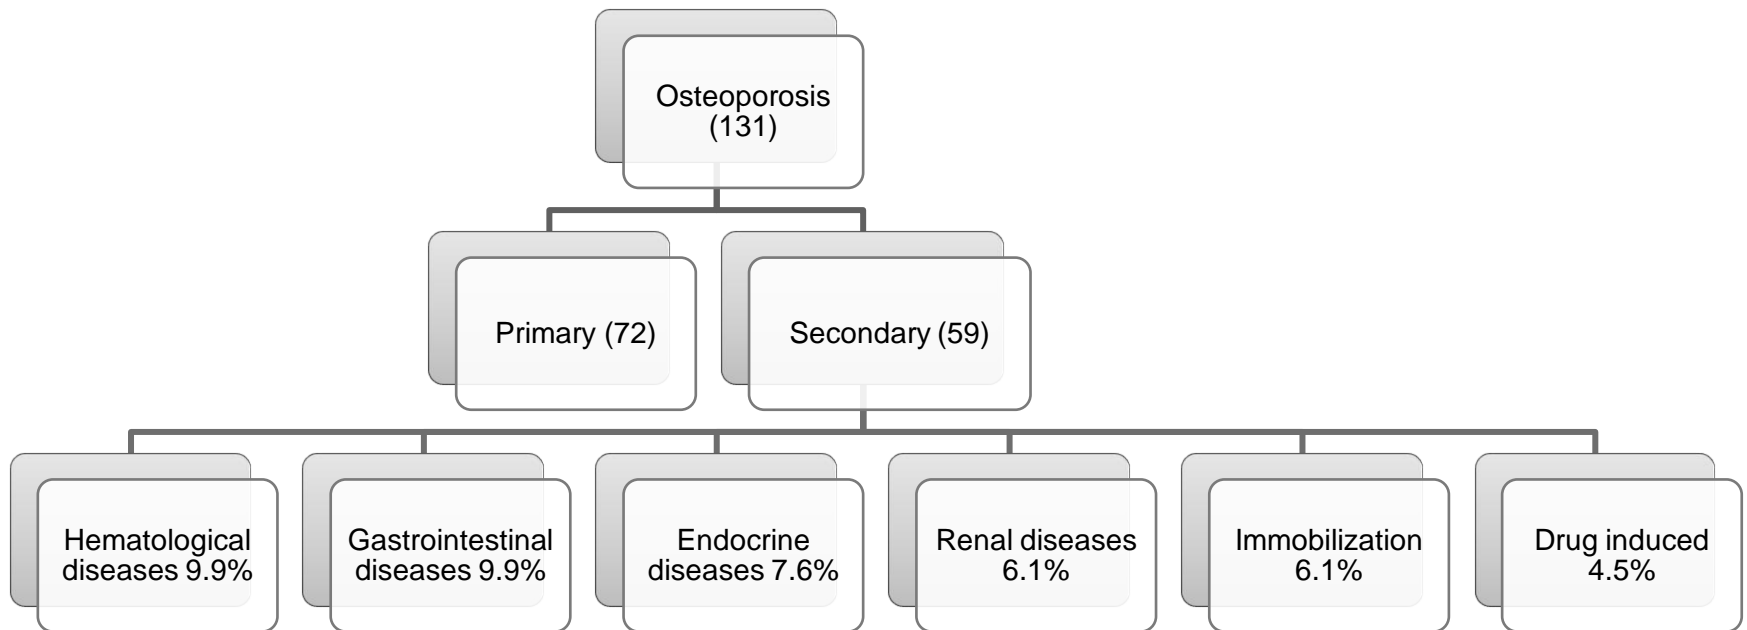 Osteoporosis
(131)
Primary (72)
Secondary (59)
Hematological
diseases 9.9%
Gastrointestinal
diseases 9.9%
Endocrine
diseases 7.6%
Renal diseases
6.1%
Immobilization
6.1%
Drug induced
4.5%